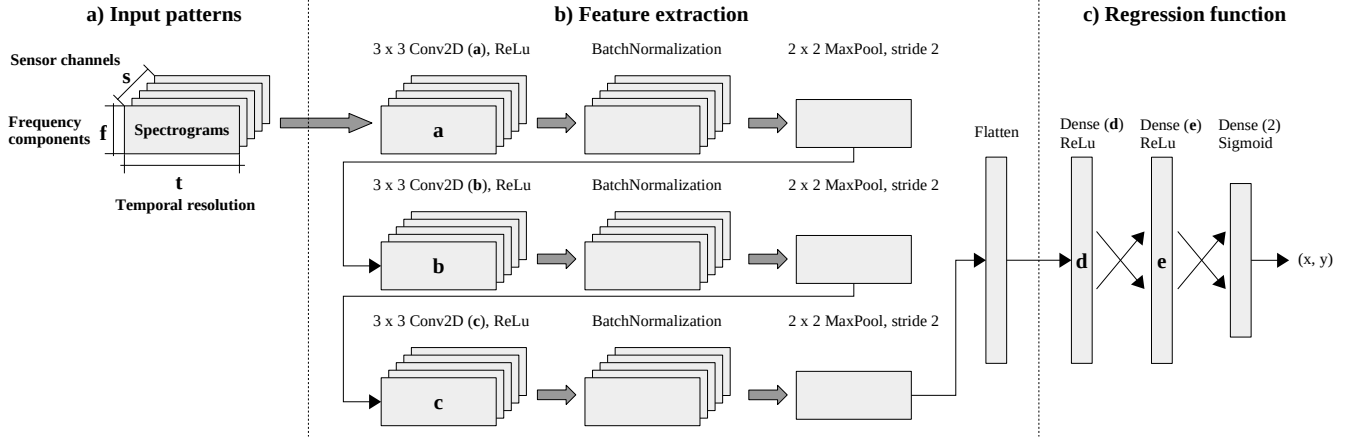 a) Input patterns
Sensor channels
s
Frequency
components
f
Spectrograms
t
Temporal resolution
b) Feature extraction
3 x 3 Conv2D (a), ReLu
BatchNormalization
2 x 2 MaxPool, stride 2
a
3 x 3 Conv2D (b), ReLu
BatchNormalization
2 x 2 MaxPool, stride 2
b
3 x 3 Conv2D (c), ReLu
BatchNormalization
2 x 2 MaxPool, stride 2
c
Flatten
c) Regression function
Dense (d)
ReLu
Dense (e)
ReLu
Dense (2)
Sigmoid
d
e
(x, y)